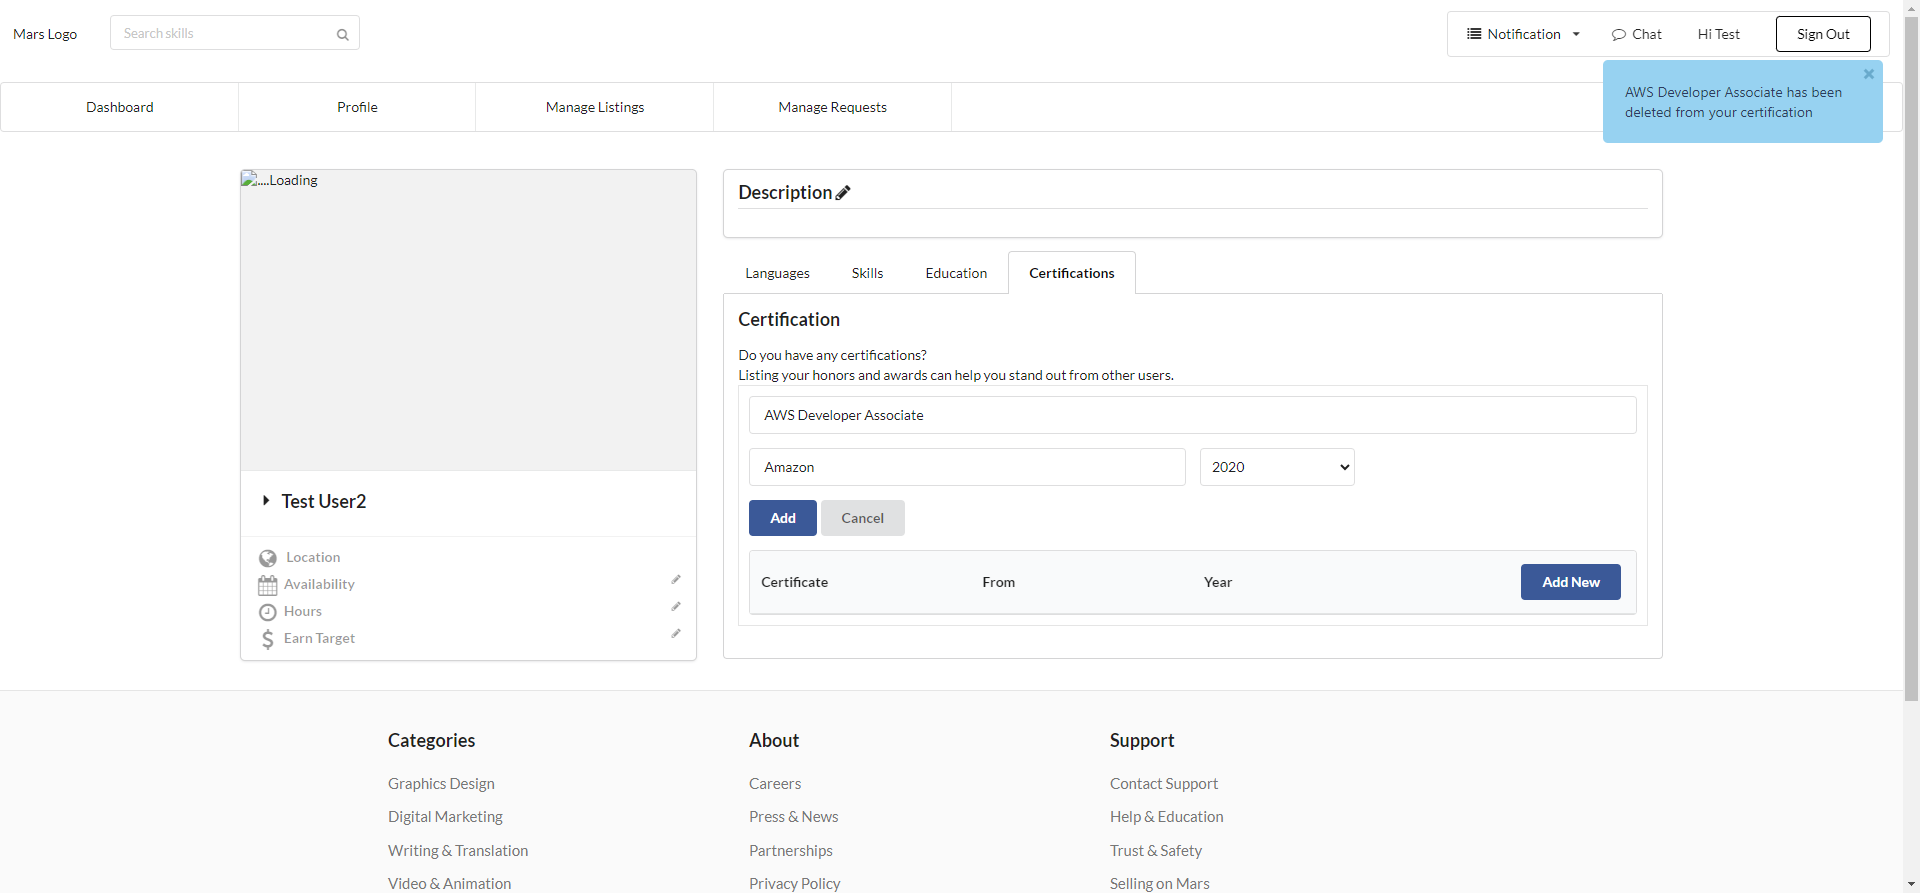 Mars Logo
Search skills
Notification
Chat
Hi Test
Sign Out
AWS Developer Associate has been
deleted from your certification
Dashboard
Profile
Manage Listings
Manage Requests
....Loading
Test User2
Location
Availability
Hours
Earn Target
Description
Languages
Skills
Education
Certifications
Certification
Do you have any certifications?
Listing your honors and awards can help you stand out from other users.
AWS Developer Associate
Amazon
2020
Add
Cancel
Certificate
From
Year
Add New
Categories
Graphics Design
Digital Marketing
Writing & Translation
Video & Animation
About
Careers
Press & News
Partnerships
Privacy Policy
Support
Contact Support
Help & Education
Trust & Safety
Selling on Mars